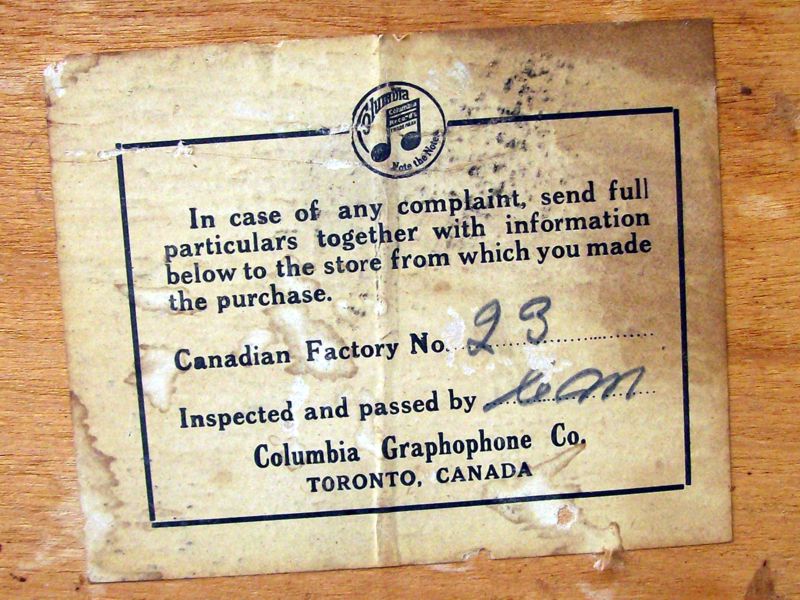 Columbia
Columbia
Records
Note the Notes
In case of any complaint, send full
particulars together with information
below to the store from which you made
the purchase.
Canadian Factory No. 23
Inspected and passed by
Columbia Graphophone Co.
TORONTO, CANADA